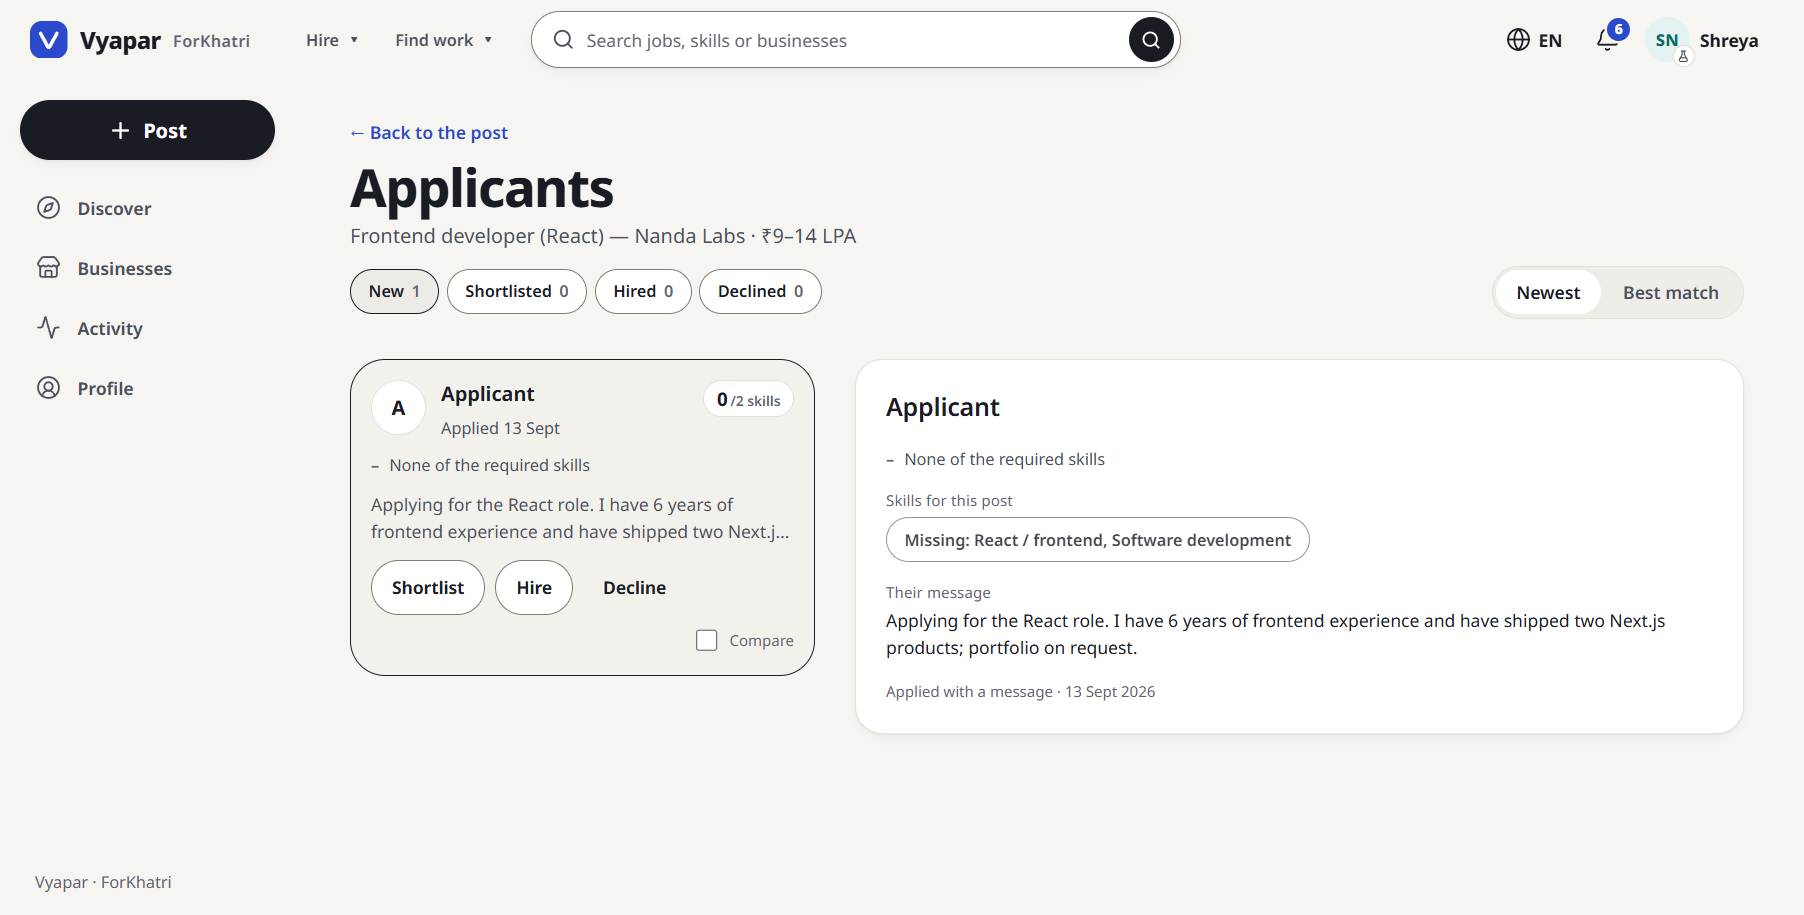 Vyapar ForKhatri
Hire
Find work
Search jobs, skills or businesses
EN
6
SN
Shreya
+ Post
Discover
Businesses
Activity
Profile
← Back to the post
Applicants
Frontend developer (React) — Nanda Labs · ₹9–14 LPA
New 1
Shortlisted 0
Hired 0
Declined 0
Newest
Best match
A
Applicant
0 /2 skills
Applied 13 Sept
– None of the required skills
Applying for the React role. I have 6 years of
frontend experience and have shipped two Next.j...
Shortlist
Hire
Decline
Compare
Applicant
– None of the required skills
Skills for this post
Missing: React / frontend, Software development
Their message
Applying for the React role. I have 6 years of frontend experience and have shipped two Next.js
products; portfolio on request.
Applied with a message · 13 Sept 2026
Vyapar · ForKhatri